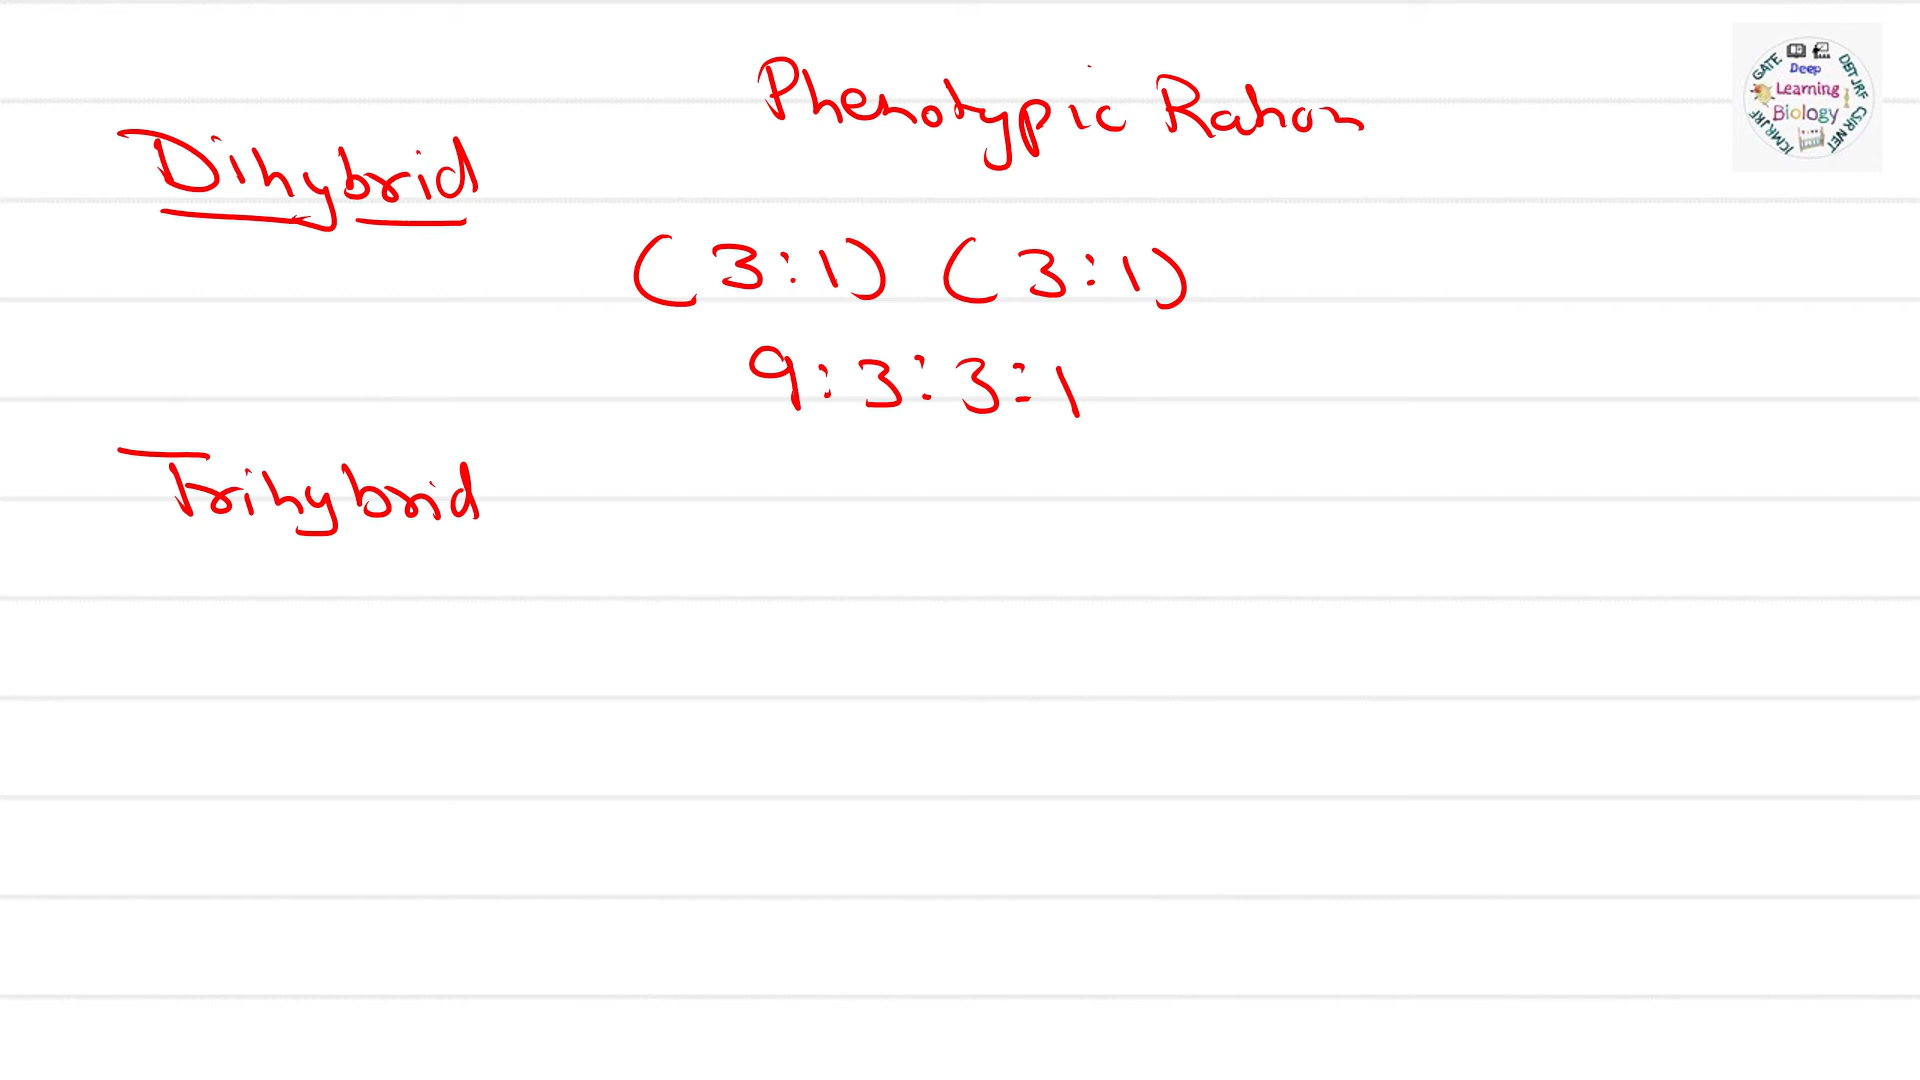 Phenotypic Ration
Dihybrid
(3:1) (3:1)
9:3:3:1
Trihybrid
Deep
Learning
Biology
GATE
DBT JRF
CSIR NET
ICMR JRF